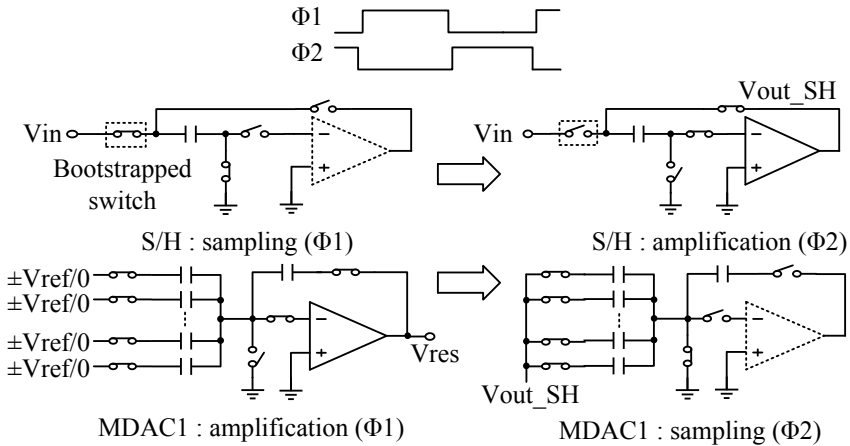 Φ1
Φ2
Vin
Bootstrapped
switch
−
+
S/H : sampling (Φ1)
Vout_SH
Vin
−
+
S/H : amplification (Φ2)
±Vref/0
±Vref/0
±Vref/0
±Vref/0
−
+
Vres
MDAC1 : amplification (Φ1)
−
+
Vout_SH
MDAC1 : sampling (Φ2)